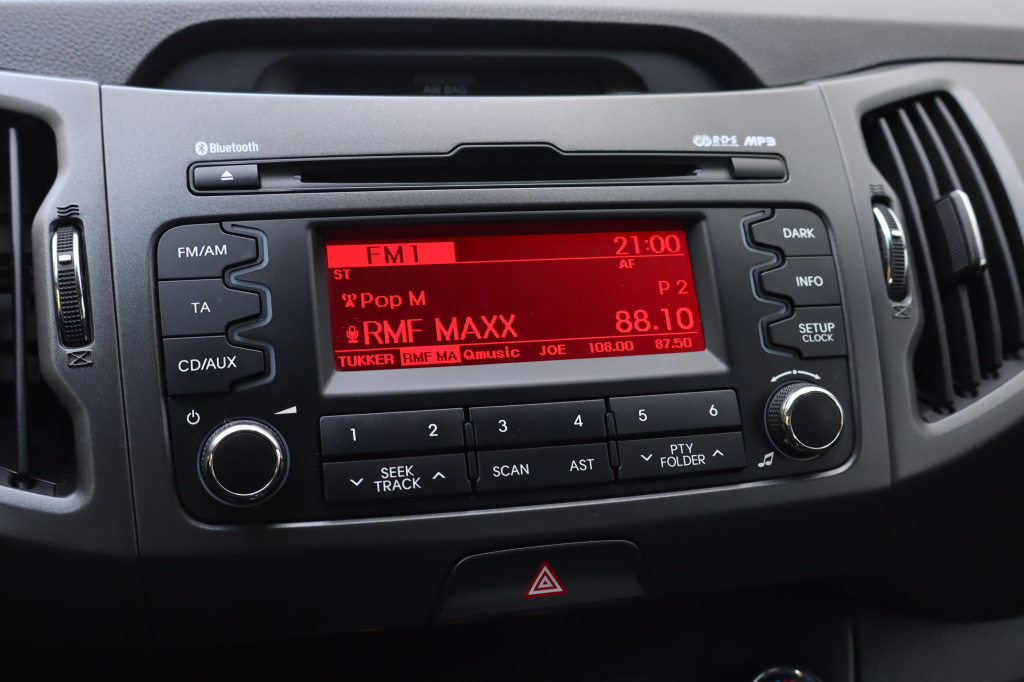 AIR BAG
Bluetooth
R·D·S MP3
FM/AM
TA
CD/AUX
FM1 21:00
ST AF
Pop M P 2
RMF MAXX 88.10
TUKKER RMF MA Qmusic JOE 108.00 87.50
DARK
INFO
SETUP
CLOCK
1 2 3 4 5 6
SEEK
TRACK
SCAN AST
PTY
FOLDER